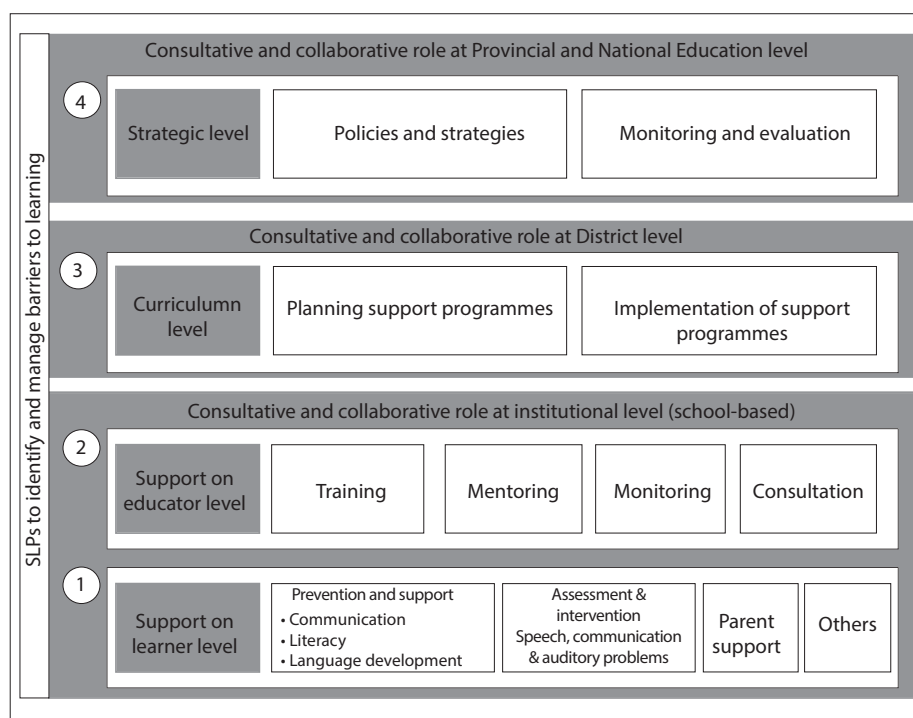 SLPs to identify and manage barriers to learning
Consultative and collaborative role at Provincial and National Education level
4
Strategic level
Policies and strategies
Monitoring and evaluation
Consultative and collaborative role at District level
3
Curriculumn
level
Planning support programmes
Implementation of support
programmes
Consultative and collaborative role at institutional level (school-based)
2
Support on
educator level
Training
Mentoring
Monitoring
Consultation
1
Support on
learner level
Prevention and support
• Communication
• Literacy
• Language development
Assessment &
intervention
Speech, communication
& auditory problems
Parent
support
Others